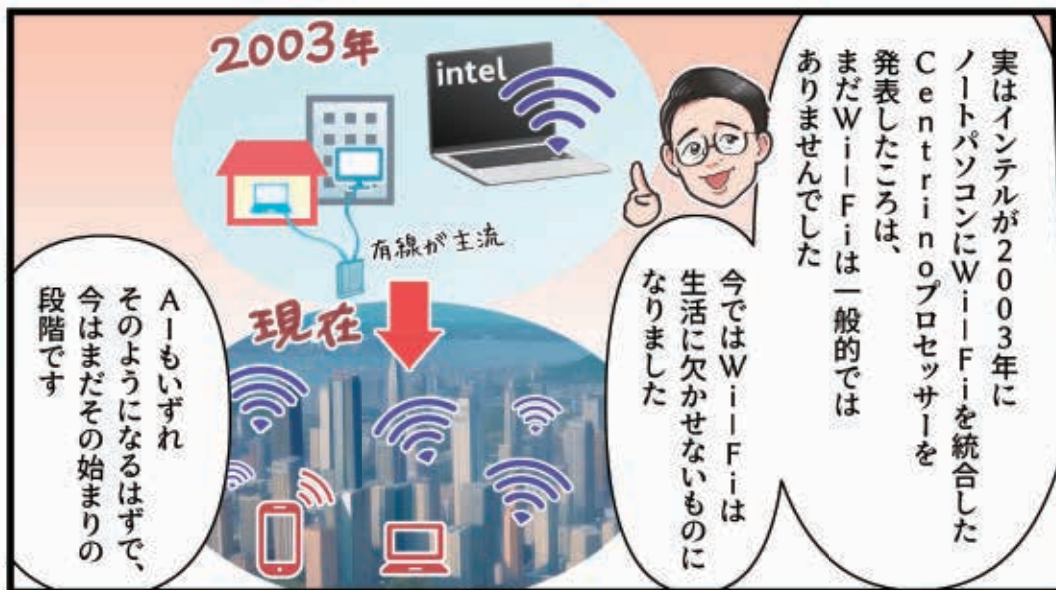 実はインテルが2003年に
ノートパソコンにWi-Fiを統合した
Centrinoプロセッサーを
発表したころは、
まだWi-Fiは一般的では
ありませんでした
2003年
intel
有線が主流
今ではWi-Fiは
生活に欠かせないものに
なりました
現在
AIもいずれ
そのようになるはずで、
今はまだその始まりの
段階です